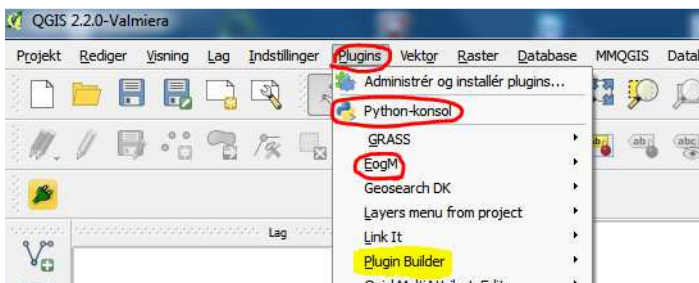 QGIS 2.2.0-Valmiera
Projekt Rediger Visning Lag Indstillinger Plugins Vektor Raster Database MMQGIS
Administrér og installér plugins...
Python-konsol
GRASS
EogM
Geosearch DK
Layers menu from project
Lag
Link It
Plugin Builder